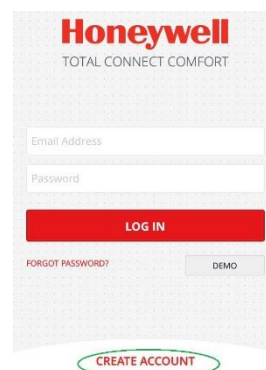 Honeywell
TOTAL CONNECT COMFORT
Email Address
Password
LOG IN
FORGOT PASSWORD?
DEMO
CREATE ACCOUNT